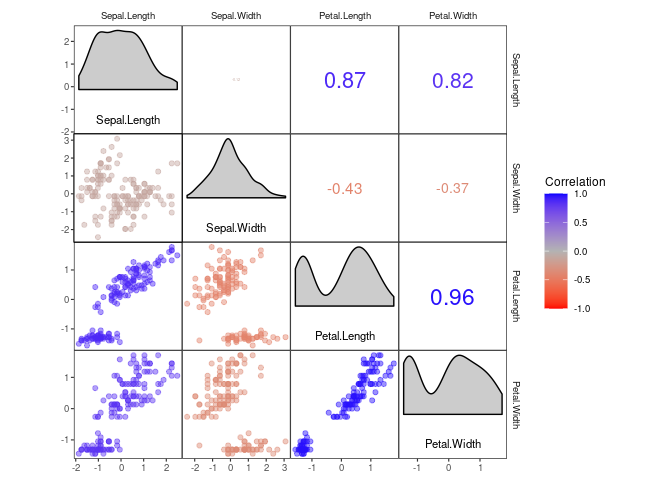 Sepal.Length Sepal.Width Petal.Length Petal.Width
2
1
0
-1
-2
Sepal.Length
0.87
0.82
Sepal.Length
3
2
1
0
-1
-2
Sepal.Width
-0.43
-0.37
Sepal.Width
1
0
-1
Petal.Length
0.96
Petal.Length
1
0
-1
Petal.Width
Petal.Width
-2 -1 0 1 2
-2 -1 0 1 2 3
-1 0 1
-1 0 1
Correlation
1.0
0.5
0.0
-0.5
-1.0